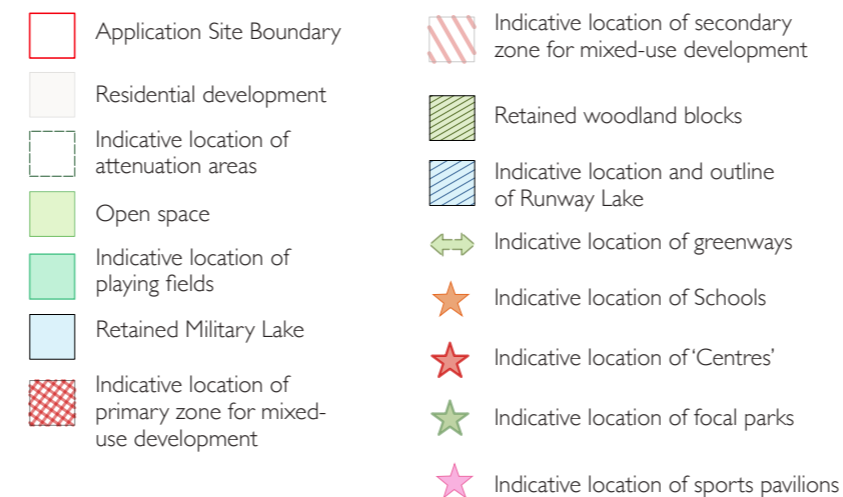 Application Site Boundary
Residential development
Indicative location of
attenuation areas
Open space
Indicative location of
playing fields
Retained Military Lake
Indicative location of
primary zone for mixed-
use development
Indicative location of secondary
zone for mixed-use development
Retained woodland blocks
Indicative location and outline
of Runway Lake
Indicative location of greenways
Indicative location of Schools
Indicative location of ‘Centres’
Indicative location of focal parks
Indicative location of sports pavilions